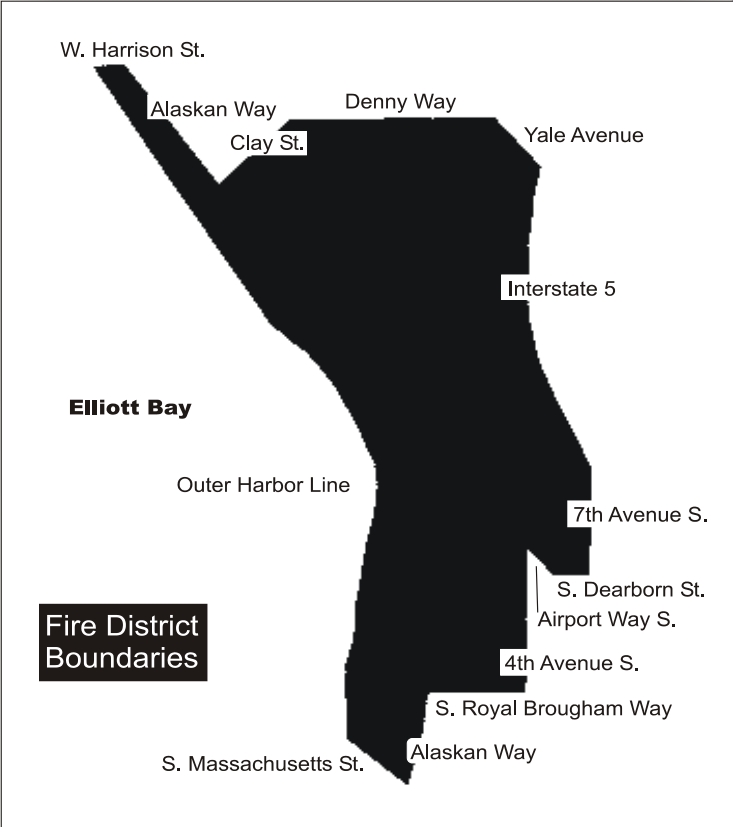 W. Harrison St.
Denny Way
Alaskan Way
Yale Avenue
Clay St.
Interstate 5
Elliott Bay
Outer Harbor Line
7th Avenue S.
S. Dearborn St.
Airport Way S.
Fire District
Boundaries
4th Avenue S.
S. Royal Brougham Way
Alaskan Way
S. Massachusetts St.